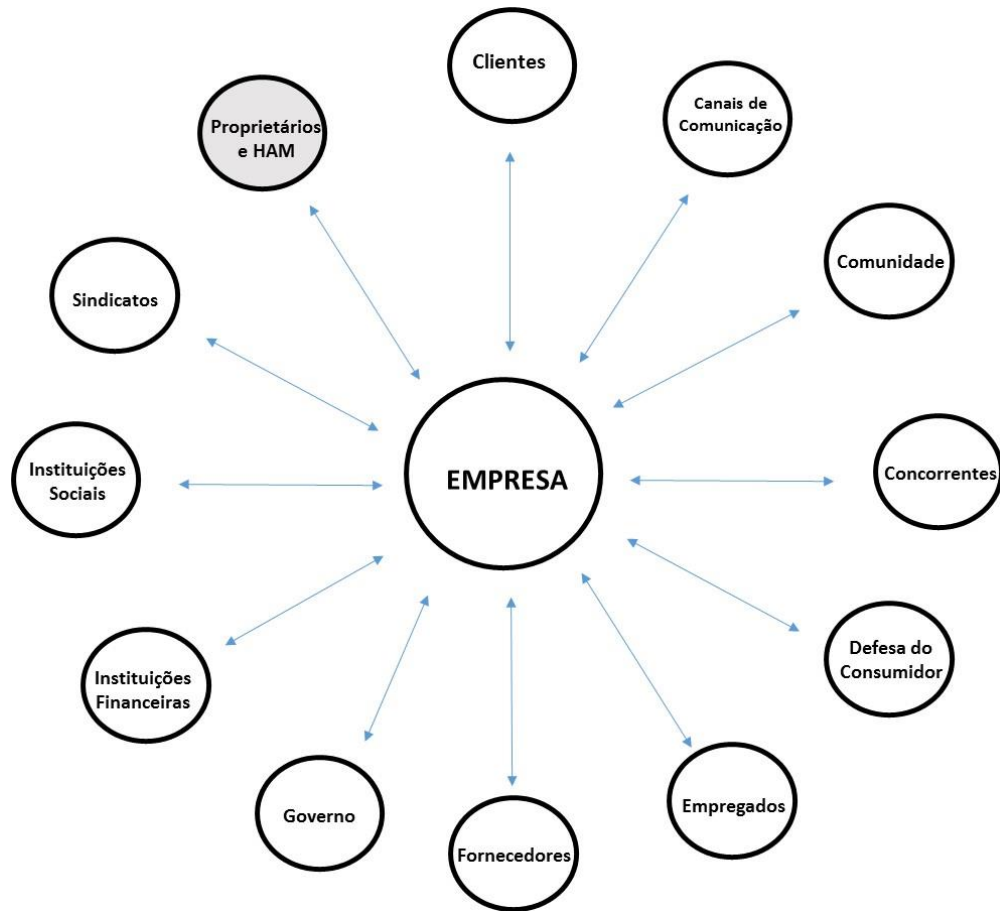 Clientes
Canais de
Comunicação
Proprietários
e HAM
Comunidade
Sindicatos
Instituições
Sociais
EMPRESA
Concorrentes
Defesa do
Consumidor
Instituições
Financeiras
Empregados
Governo
Fornecedores